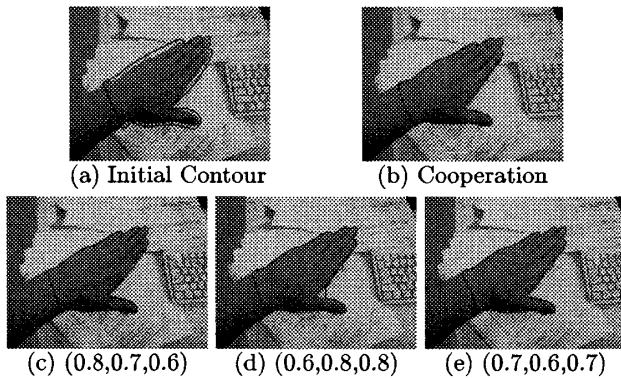 (a) Initial Contour
(b) Cooperation
(c) (0.8,0.7,0.6)
(d) (0.6,0.8,0.8)
(e) (0.7,0.6,0.7)